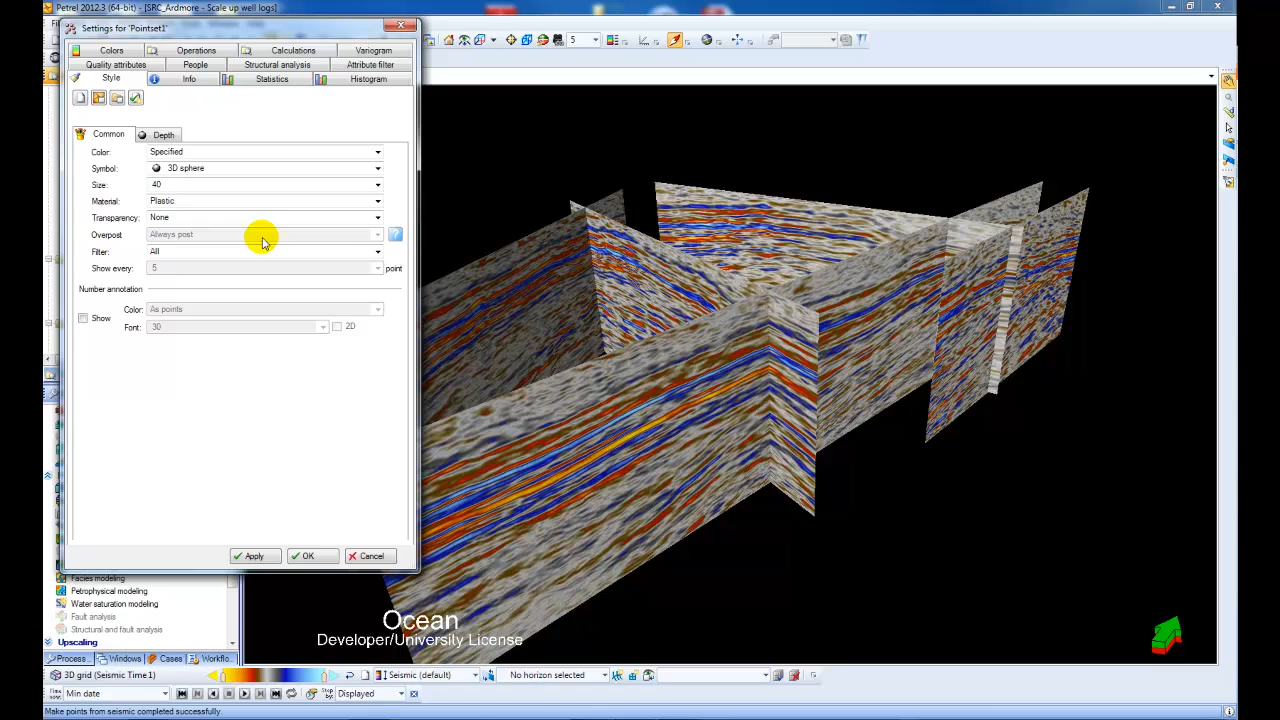 Petrel 2012.3 (64-bit) - [SRC_Ardmore - Scale up well logs]
Settings for 'Pointset1'
5
Colors Operations Calculations Variogram
Quality attributes People Structural analysis Attribute filter
Style Info Statistics Histogram
Common Depth
Color: Specified
Symbol: 3D sphere
Size: 40
Material: Plastic
Transparency: None
Overpost Always post
Filter: All
Show every: 5 point
Number annotation
Color: As points
Show
Font: 30 2D
Apply OK Cancel
Facies modeling
Petrophysical modeling
Water saturation modeling
Fault analysis
Structural and fault analysis
Upscaling
Ocean
Developer/University License
Process... Windows Cases Workflo...
3D grid (Seismic Time1) Seismic (default) No horizon selected
Min date Displayed
Make points from seismic completed successfully.